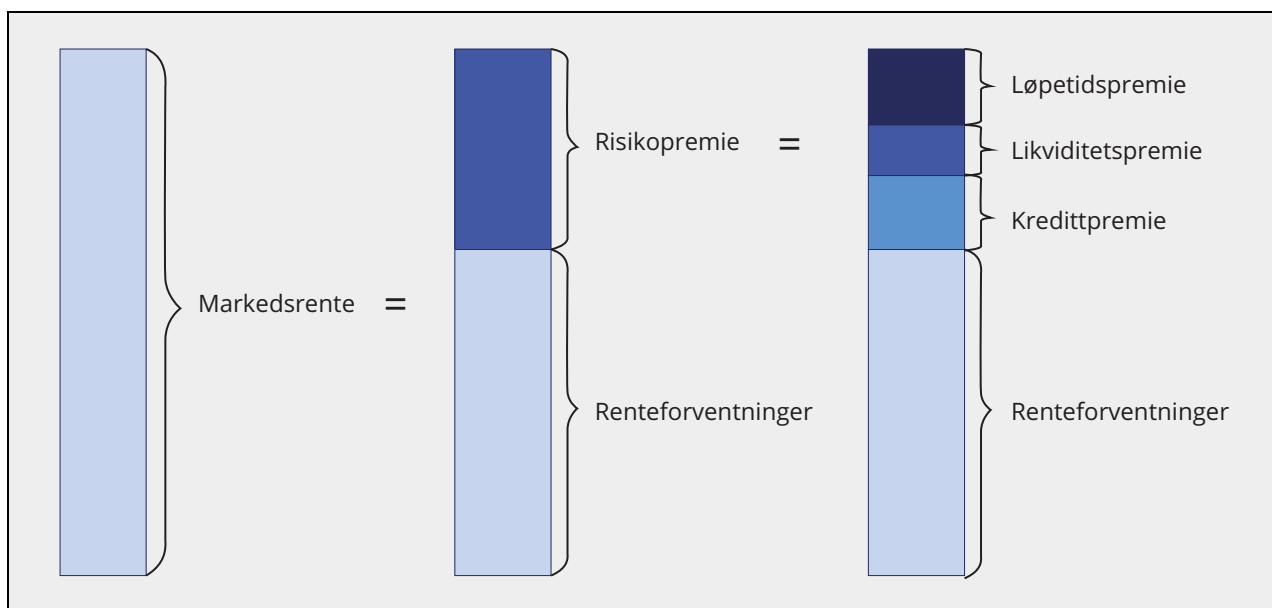 Markedsrente =
Risikopremie =
Renteforventninger
Løpetidspremie
Likviditetspremie
Kredittpremie
Renteforventninger